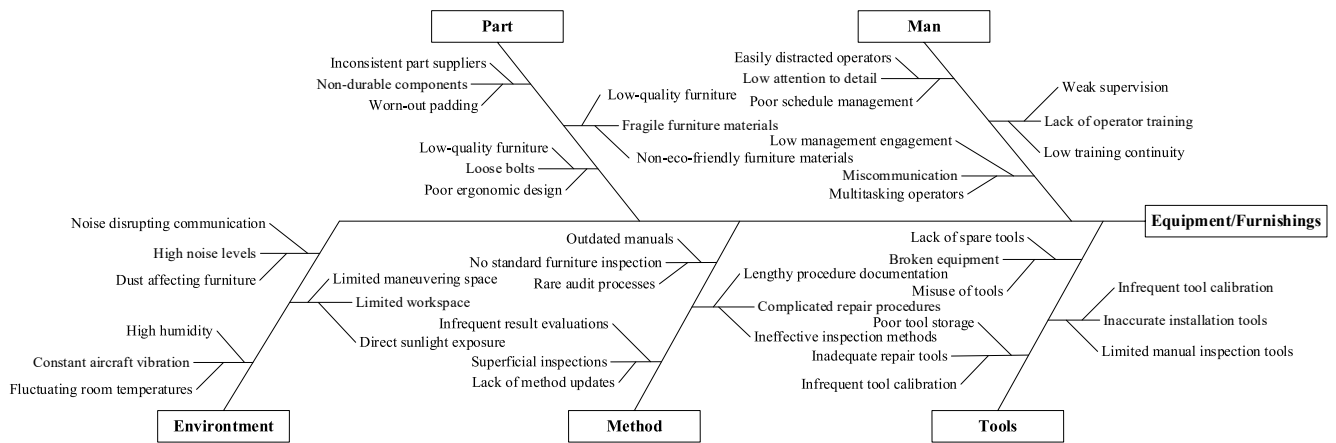 Part
Man
Inconsistent part suppliers
Non-durable components
Worn-out padding
Low-quality furniture
Fragile furniture materials
Non-eco-friendly furniture materials
Low-quality furniture
Loose bolts
Poor ergonomic design
Easily distracted operators
Low attention to detail
Poor schedule management
Weak supervision
Lack of operator training
Low training continuity
Low management engagement
Miscommunication
Multitasking operators
Equipment/Furnishings
Noise disrupting communication
High noise levels
Dust affecting furniture
Limited maneuvering space
Limited workspace
Direct sunlight exposure
High humidity
Constant aircraft vibration
Fluctuating room temperatures
Outdated manuals
No standard furniture inspection
Rare audit processes
Lengthy procedure documentation
Complicated repair procedures
Ineffective inspection methods
Infrequent result evaluations
Superficial inspections
Lack of method updates
Lack of spare tools
Broken equipment
Misuse of tools
Infrequent tool calibration
Inaccurate installation tools
Limited manual inspection tools
Poor tool storage
Inadequate repair tools
Infrequent tool calibration
Environtment
Method
Tools